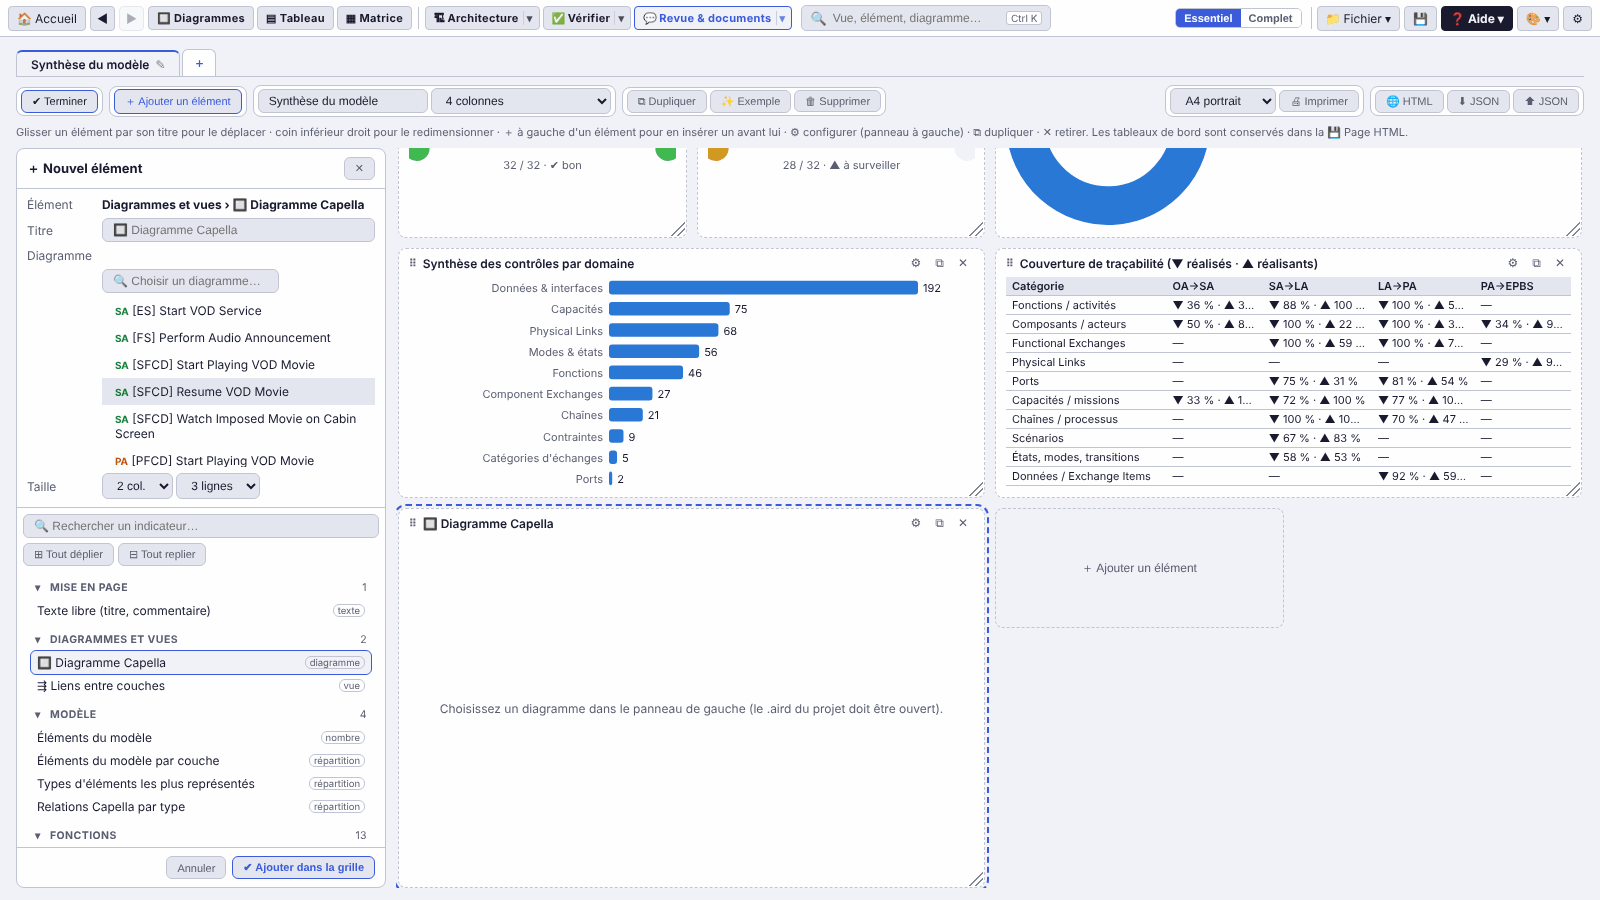 🏠 Accueil ◀ ▶ 🔲 Diagrammes ▤ Tableau ▦ Matrice 🏗 Architecture ▾ ✅ Vérifier ▾ 💬 Revue & documents ▾ 🔍 Vue, élément, diagramme… Ctrl K Essentiel Complet 📁 Fichier ▾ 💾 ❓ Aide ▾ 🎨 ▾ ⚙
Synthèse du modèle ✎ +
✔ Terminer + Ajouter un élément Synthèse du modèle 4 colonnes ⧉ Dupliquer ✨ Exemple 🗑 Supprimer A4 portrait 🖨 Imprimer 🌐 HTML ⬇ JSON ⬆ JSON
Glisser un élément par son titre pour le déplacer · coin inférieur droit pour le redimensionner · + à gauche d'un élément pour en insérer un avant lui · ⚙ configurer (panneau à gauche) · ⧉ dupliquer · ✕ retirer. Les tableaux de bord sont conservés dans la 💾 Page HTML.
+ Nouvel élément ✕
Élément Diagrammes et vues › 🔲 Diagramme Capella
Titre 🔲 Diagramme Capella
Diagramme
🔍 Choisir un diagramme…
SA [ES] Start VOD Service
SA [FS] Perform Audio Announcement
SA [SFCD] Start Playing VOD Movie
SA [SFCD] Resume VOD Movie
SA [SFCD] Watch Imposed Movie on Cabin
Screen
PA [PFCD] Start Playing VOD Movie
Taille 2 col. 3 lignes
🔍 Rechercher un indicateur…
⊞ Tout déplier ⊟ Tout replier
▾ MISE EN PAGE 1
Texte libre (titre, commentaire) texte
▾ DIAGRAMMES ET VUES 2
🔲 Diagramme Capella diagramme
⇶ Liens entre couches vue
▾ MODÈLE 4
Éléments du modèle nombre
Éléments du modèle par couche répartition
Types d'éléments les plus représentés répartition
Relations Capella par type répartition
▾ FONCTIONS 13
Annuler ✔ Ajouter dans la grille
32 / 32 · ✔ bon
28 / 32 · ▲ à surveiller
⠿ Synthèse des contrôles par domaine ⚙ ⧉ ✕
Données & interfaces 192
Capacités 75
Physical Links 68
Modes & états 56
Fonctions 46
Component Exchanges 27
Chaînes 21
Contraintes 9
Catégories d'échanges 5
Ports 2
⠿ Couverture de traçabilité (▼ réalisés · ▲ réalisants) ⚙ ⧉ ✕
Catégorie OA→SA SA→LA LA→PA PA→EPBS
Fonctions / activités ▼ 36 % · ▲ 3… ▼ 88 % · ▲ 100 … ▼ 100 % · ▲ 5… —
Composants / acteurs ▼ 50 % · ▲ 8… ▼ 100 % · ▲ 22 … ▼ 100 % · ▲ 3… ▼ 34 % · ▲ 9…
Functional Exchanges — ▼ 100 % · ▲ 59 … ▼ 100 % · ▲ 7… —
Physical Links — — — ▼ 29 % · ▲ 9…
Ports — ▼ 75 % · ▲ 31 % ▼ 81 % · ▲ 54 % —
Capacités / missions ▼ 33 % · ▲ 1… ▼ 72 % · ▲ 100 % ▼ 77 % · ▲ 10… —
Chaînes / processus — ▼ 100 % · ▲ 10… ▼ 70 % · ▲ 47 … —
Scénarios — ▼ 67 % · ▲ 83 % — —
États, modes, transitions — ▼ 58 % · ▲ 53 % — —
Données / Exchange Items — — ▼ 92 % · ▲ 59… —
⠿ 🔲 Diagramme Capella ⚙ ⧉ ✕
Choisissez un diagramme dans le panneau de gauche (le .aird du projet doit être ouvert).
+ Ajouter un élément